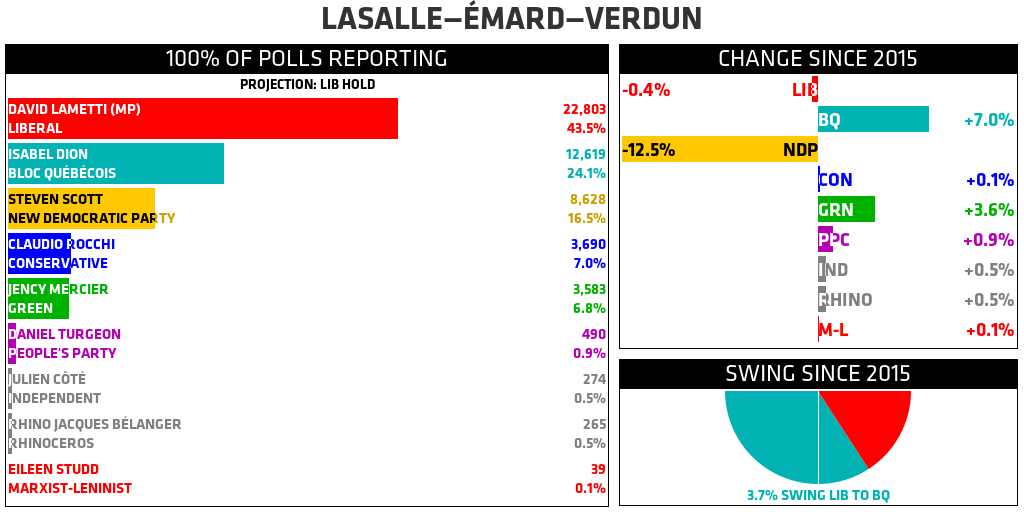 LASALLE–ÉMARD–VERDUN
100% OF POLLS REPORTING
PROJECTION: LIB HOLD
DAVID LAMETTI (MP) 22,803
LIBERAL 43.5%
ISABEL DION 12,619
BLOC QUÉBÉCOIS 24.1%
STEVEN SCOTT 8,628
NEW DEMOCRATIC PARTY 16.5%
CLAUDIO ROCCHI 3,690
CONSERVATIVE 7.0%
JENCY MERCIER 3,583
GREEN 6.8%
DANIEL TURGEON 490
PEOPLE'S PARTY 0.9%
JULIEN CÔTÉ 274
INDEPENDENT 0.5%
RHINO JACQUES BÉLANGER 265
RHINOCEROS 0.5%
EILEEN STUDD 39
MARXIST-LENINIST 0.1%
CHANGE SINCE 2015
-0.4% LIB
BQ +7.0%
-12.5% NDP
CON +0.1%
GRN +3.6%
PPC +0.9%
IND +0.5%
RHINO +0.5%
M-L +0.1%
SWING SINCE 2015
3.7% SWING LIB TO BQ